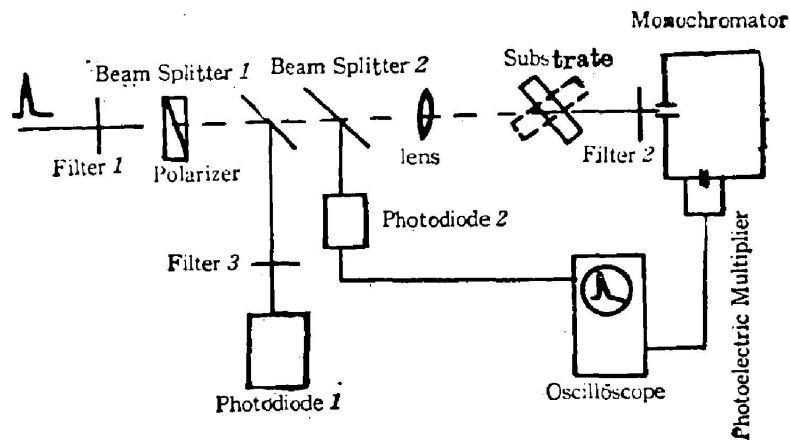 Monochromator
Beam Splitter 1
Beam Splitter 2
Substrate
Filter 1
Polarizer
lens
Filter 2
Photodiode 2
Filter 3
Photodiode 1
Oscilloscope
Photoelectric Multiplier